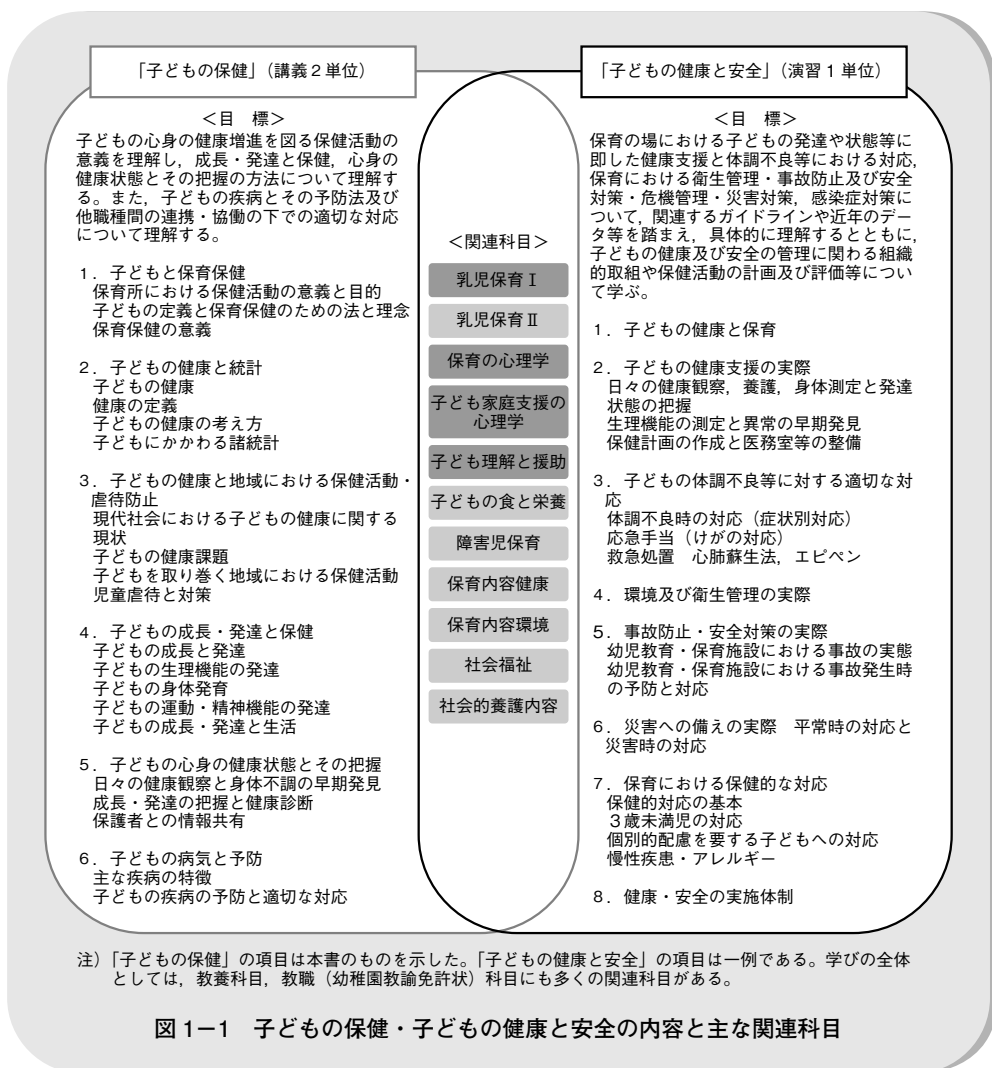 「子どもの保健」（講義２単位）
＜目　標＞
子どもの心身の健康増進を図る保健活動の
意義を理解し，成長・発達と保健，心身の
健康状態とその把握の方法について理解す
る。また，子どもの疾病とその予防法及び
他職種間の連携・協働の下での適切な対応
について理解する。
１．子どもと保育保健
保育所における保健活動の意義と目的
子どもの定義と保育保健のための法と理念
保育保健の意義
２．子どもの健康と統計
子どもの健康
健康の定義
子どもの健康の考え方
子どもにかかわる諸統計
３．子どもの健康と地域における保健活動・
虐待防止
現代社会における子どもの健康に関する
現状
子どもの健康課題
子どもを取り巻く地域における保健活動
児童虐待と対策
４．子どもの成長・発達と保健
子どもの成長と発達
子どもの生理機能の発達
子どもの身体発育
子どもの運動・精神機能の発達
子どもの成長・発達と生活
５．子どもの心身の健康状態とその把握
日々の健康観察と身体不調の早期発見
成長・発達の把握と健康診断
保護者との情報共有
６．子どもの病気と予防
主な疾病の特徴
子どもの疾病の予防と適切な対応
＜関連科目＞
乳児保育Ⅰ
乳児保育Ⅱ
保育の心理学
子ども家庭支援の
心理学
子ども理解と援助
子どもの食と栄養
障害児保育
保育内容健康
保育内容環境
社会福祉
社会的養護内容
「子どもの健康と安全」（演習１単位）
＜目　標＞
保育の場における子どもの発達や状態等に
即した健康支援と体調不良等における対応，
保育における衛生管理・事故防止及び安全
対策・危機管理・災害対策，感染症対策に
ついて，関連するガイドラインや近年のデー
タ等を踏まえ，具体的に理解するとともに，
子どもの健康及び安全の管理に関わる組織
的取組や保健活動の計画及び評価等につい
て学ぶ。
１．子どもの健康と保育
２．子どもの健康支援の実際
日々の健康観察，養護，身体測定と発達
状態の把握
生理機能の測定と異常の早期発見
保健計画の作成と医務室等の整備
３．子どもの体調不良等に対する適切な対
応
体調不良時の対応（症状別対応）
応急手当（けがの対応）
救急処置　心肺蘇生法，エピペン
４．環境及び衛生管理の実際
５．事故防止・安全対策の実際
幼児教育・保育施設における事故の実態
幼児教育・保育施設における事故発生時
の予防と対応
６．災害への備えの実際　平常時の対応と
災害時の対応
７．保育における保健的な対応
保健的対応の基本
３歳未満児の対応
個別的配慮を要する子どもへの対応
慢性疾患・アレルギー
８．健康・安全の実施体制
注）「子どもの保健」の項目は本書のものを示した。「子どもの健康と安全」の項目は一例である。学びの全体
としては，教養科目，教職（幼稚園教諭免許状）科目にも多くの関連科目がある。
図 1−1　子どもの保健・子どもの健康と安全の内容と主な関連科目